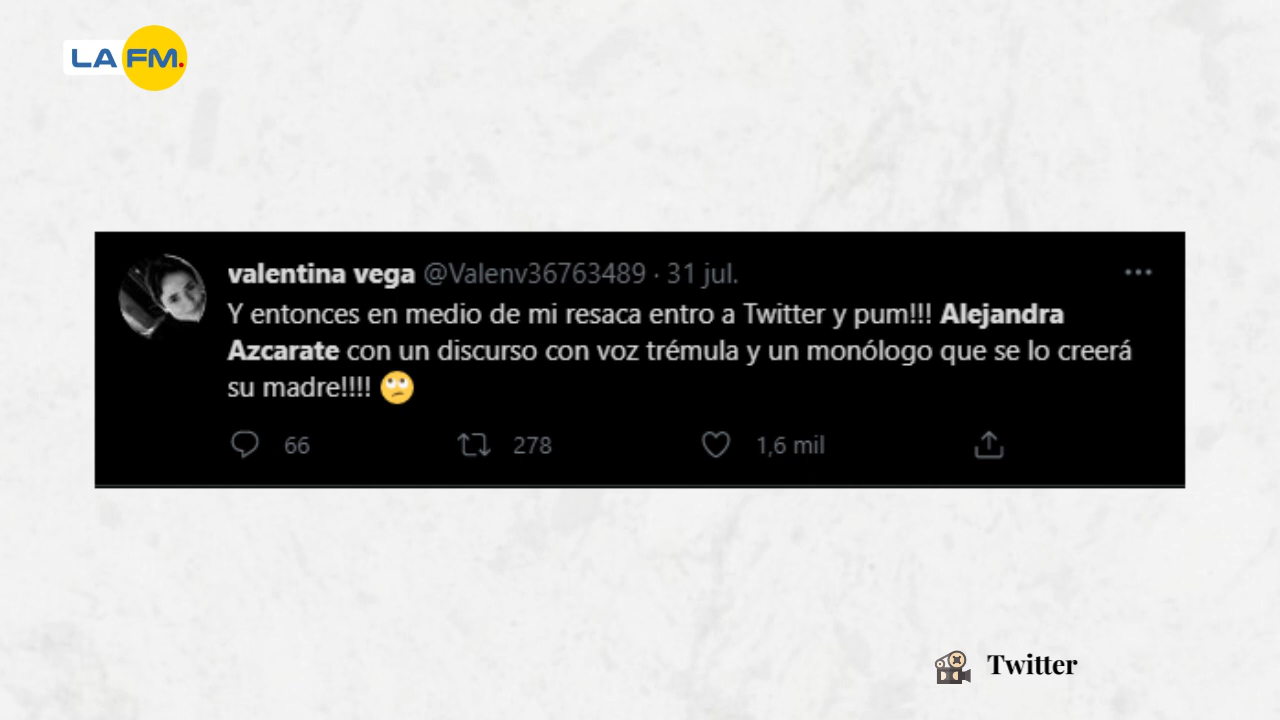 LA FM.
valentina vega @Valenv36763489 · 31 jul.
Y entonces en medio de mi resaca entro a Twitter y pum!!! Alejandra
Azcarate con un discurso con voz trémula y un monólogo que se lo creerá
su madre!!!! 🙄
66 278 1,6 mil
Twitter